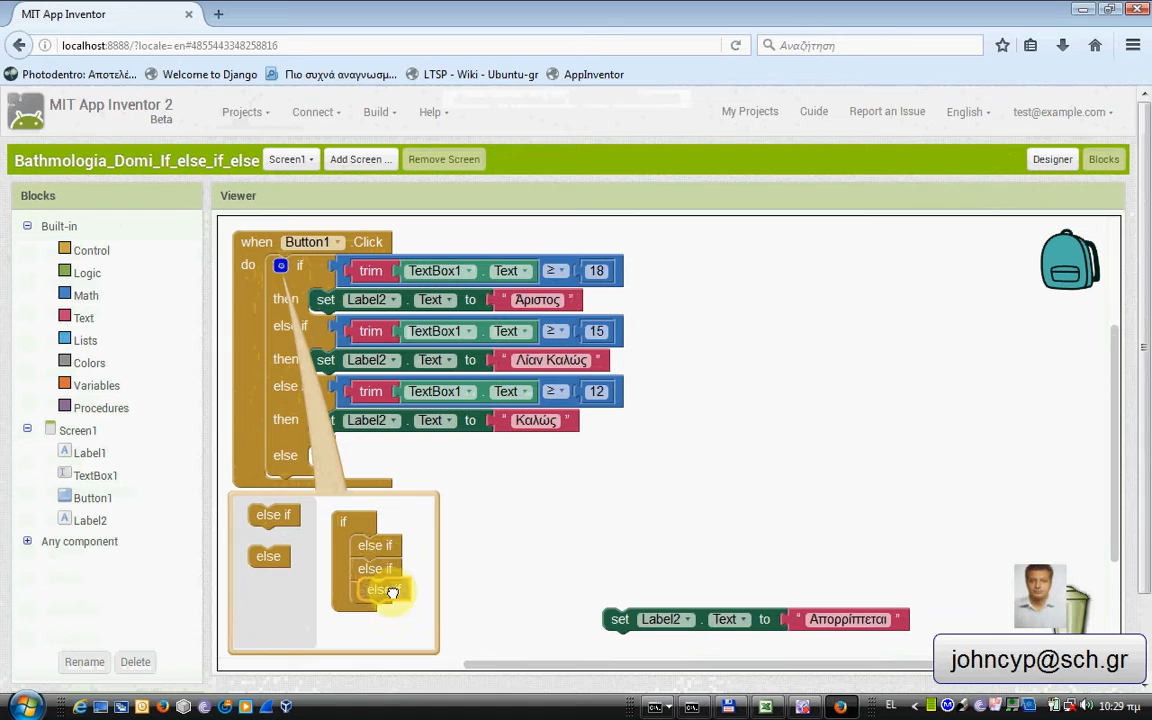 MIT App Inventor
localhost:8888/?locale=en#4855443348258816
Αναζήτηση
Photodentro: Αποτελέ...
Welcome to Django
Πιο συχνά αναγνωσμ...
LTSP - Wiki - Ubuntu-gr
AppInventor
MIT App Inventor 2
Beta
Projects
Connect
Build
Help
My Projects
Guide
Report an Issue
English
test@example.com
Bathmologia_Domi_If_else_if_else
Screen1
Add Screen ...
Remove Screen
Designer
Blocks
Blocks
Viewer
Built-in
Control
Logic
Math
Text
Lists
Colors
Variables
Procedures
Screen1
Label1
TextBox1
Button1
Label2
Any component
Rename
Delete
when Button1 .Click
do if trim TextBox1 . Text ≥ 18
then set Label2 . Text to " Άριστος "
else if trim TextBox1 . Text ≥ 15
then set Label2 . Text to " Λίαν Καλώς "
else trim TextBox1 . Text ≥ 12
then Label2 . Text to " Καλώς "
else
else if
else
if
else if
else if
else if
set Label2 . Text to " Απορρίπτεται "
johncyp@sch.gr
EL
10:29 πμ